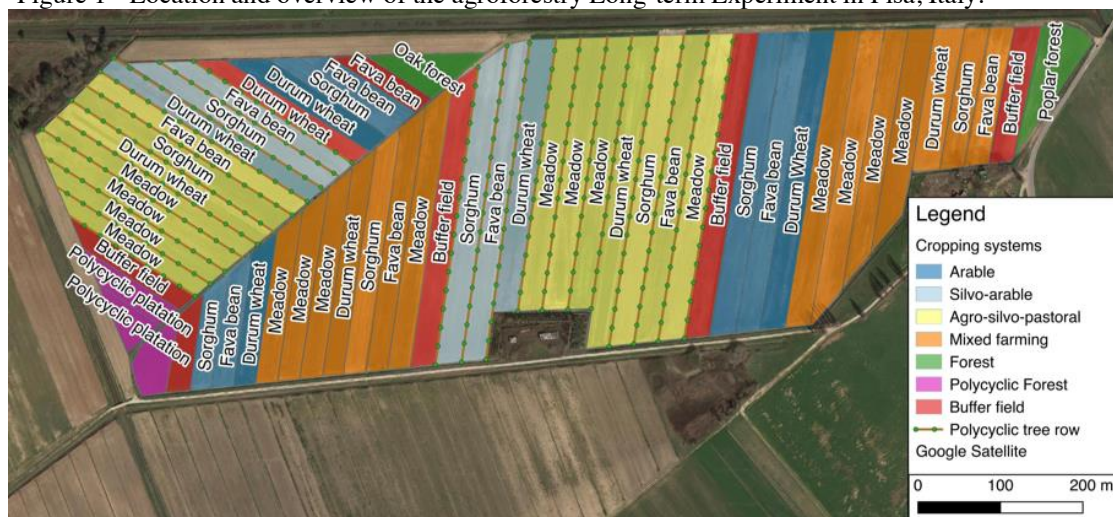 Figure 1 - Location and overview of the agroforestry Long-term Experiment in Pisa, Italy.
Oak forest
Fava bean
Fava bean
Sorghum
Durum wheat
Durum wheat
Fava bean
Sorghum
Durum wheat
Fava bean
Sorghum
Durum wheat
Meadow
Meadow
Meadow
Meadow
Buffer field
Polycyclic platation
Polycyclic platation
Sorghum
Fava bean
Durum wheat
Meadow
Meadow
Meadow
Durum wheat
Sorghum
Fava bean
Meadow
Buffer field
Sorghum
Fava bean
Durum wheat
Meadow
Meadow
Meadow
Durum wheat
Sorghum
Fava bean
Meadow
Buffer field
Sorghum
Fava bean
Durum Wheat
Meadow
Meadow
Meadow
Meadow
Durum wheat
Sorghum
Fava bean
Buffer field
Poplar forest
Legend
Cropping systems
Arable
Silvo-arable
Agro-silvo-pastoral
Mixed farming
Forest
Polycyclic Forest
Buffer field
Polycyclic tree row
Google Satellite
0 100 200 m